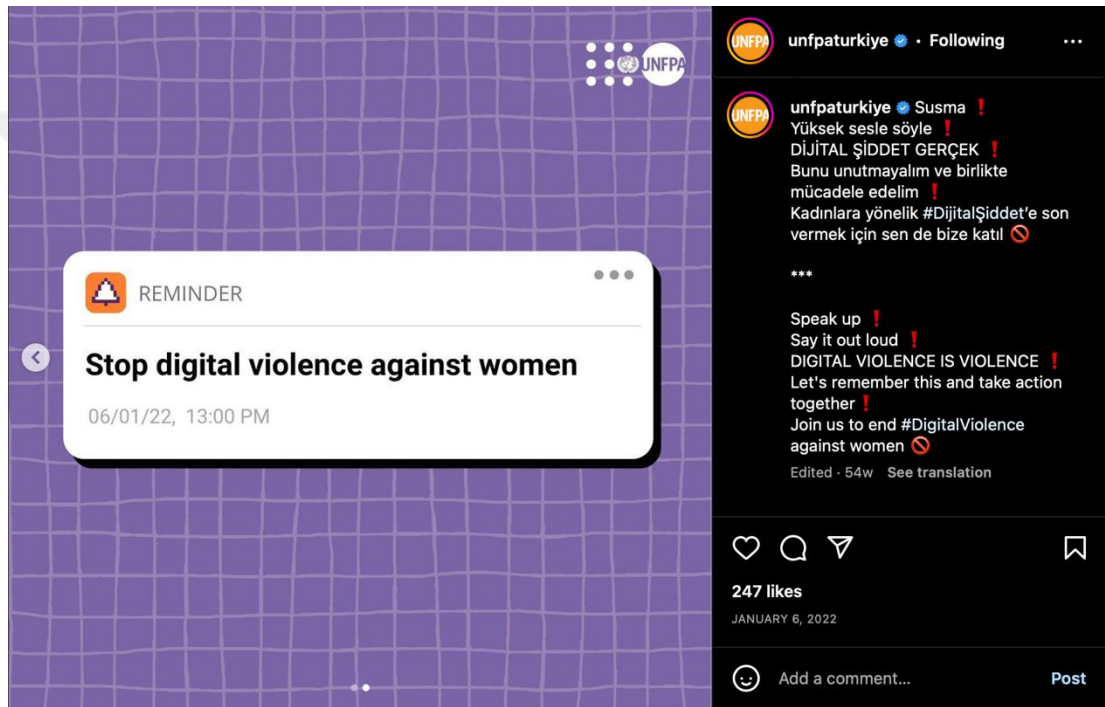 UNFPA
REMINDER
Stop digital violence against women
06/01/22, 13:00 PM
UNFPA
unfpaturkiye • Following
UNFPA
unfpaturkiye Susma ❗
Yüksek sesle söyle ❗
DİJİTAL ŞİDDET GERÇEK ❗
Bunu unutmayalım ve birlikte
mücadele edelim ❗
Kadınlara yönelik #DijitalŞiddet’e son
vermek için sen de bize katıl 🚫
***
Speak up ❗
Say it out loud ❗
DIGITAL VIOLENCE IS VIOLENCE ❗
Let's remember this and take action
together ❗
Join us to end #DigitalViolence
against women 🚫
Edited · 54w See translation
247 likes
JANUARY 6, 2022
Add a comment...
Post